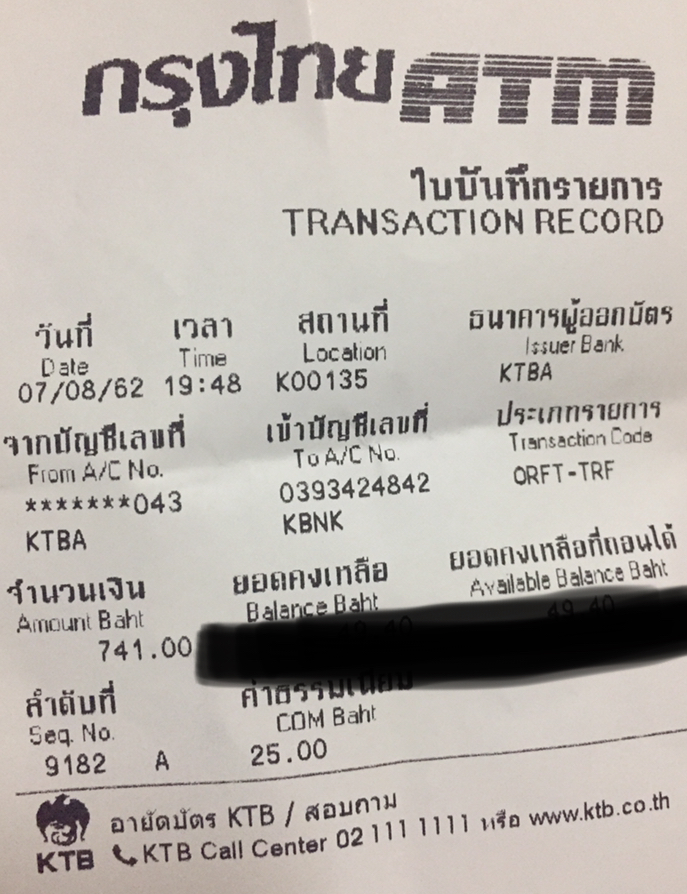 กรุงไทย ATM
ใบบันทึกรายการ
TRANSACTION RECORD
วันที่ เวลา สถานที่ ธนาคารผู้ออกบัตร
Date Time Location Issuer Bank
07/08/62 19:48 K00135 KTBA
จากบัญชีเลขที่ เข้าบัญชีเลขที่ ประเภทรายการ
From A/C No. To A/C No. Transaction Code
*******043 0393424842 ORFT-TRF
KTBA KBNK
จำนวนเงิน ยอดคงเหลือ ยอดคงเหลือที่ถอนได้
Amount Baht Balance Baht Available Balance Baht
741.00
ลำดับที่ ค่าธรรมเนียม
Seq. No. COM Baht
9182 A 25.00
อายัดบัตร KTB / สอบถาม
KTB KTB Call Center 02 111 1111 หรือ www.ktb.co.th